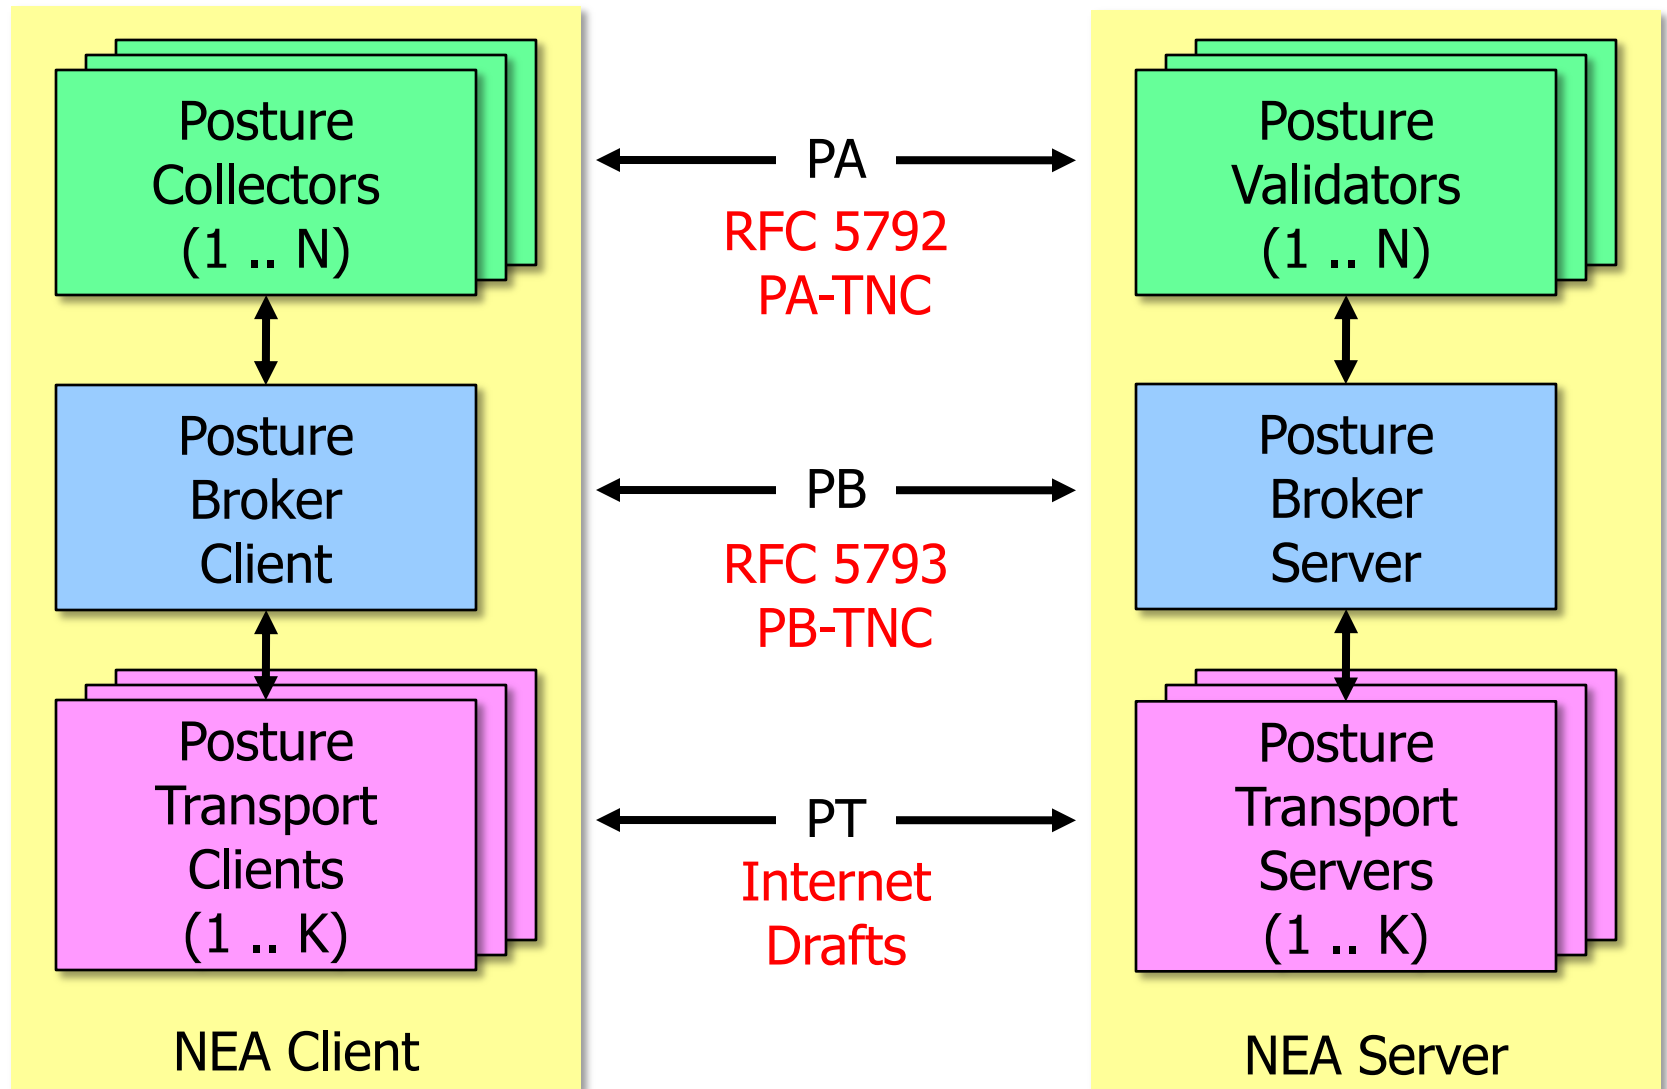 Posture
Collectors
(1 .. N)
Posture
Broker
Client
Posture
Transport
Clients
(1 .. K)
NEA Client
PA
RFC 5792
PA-TNC
PB
RFC 5793
PB-TNC
PT
Internet
Drafts
Posture
Validators
(1 .. N)
Posture
Broker
Server
Posture
Transport
Servers
(1 .. K)
NEA Server